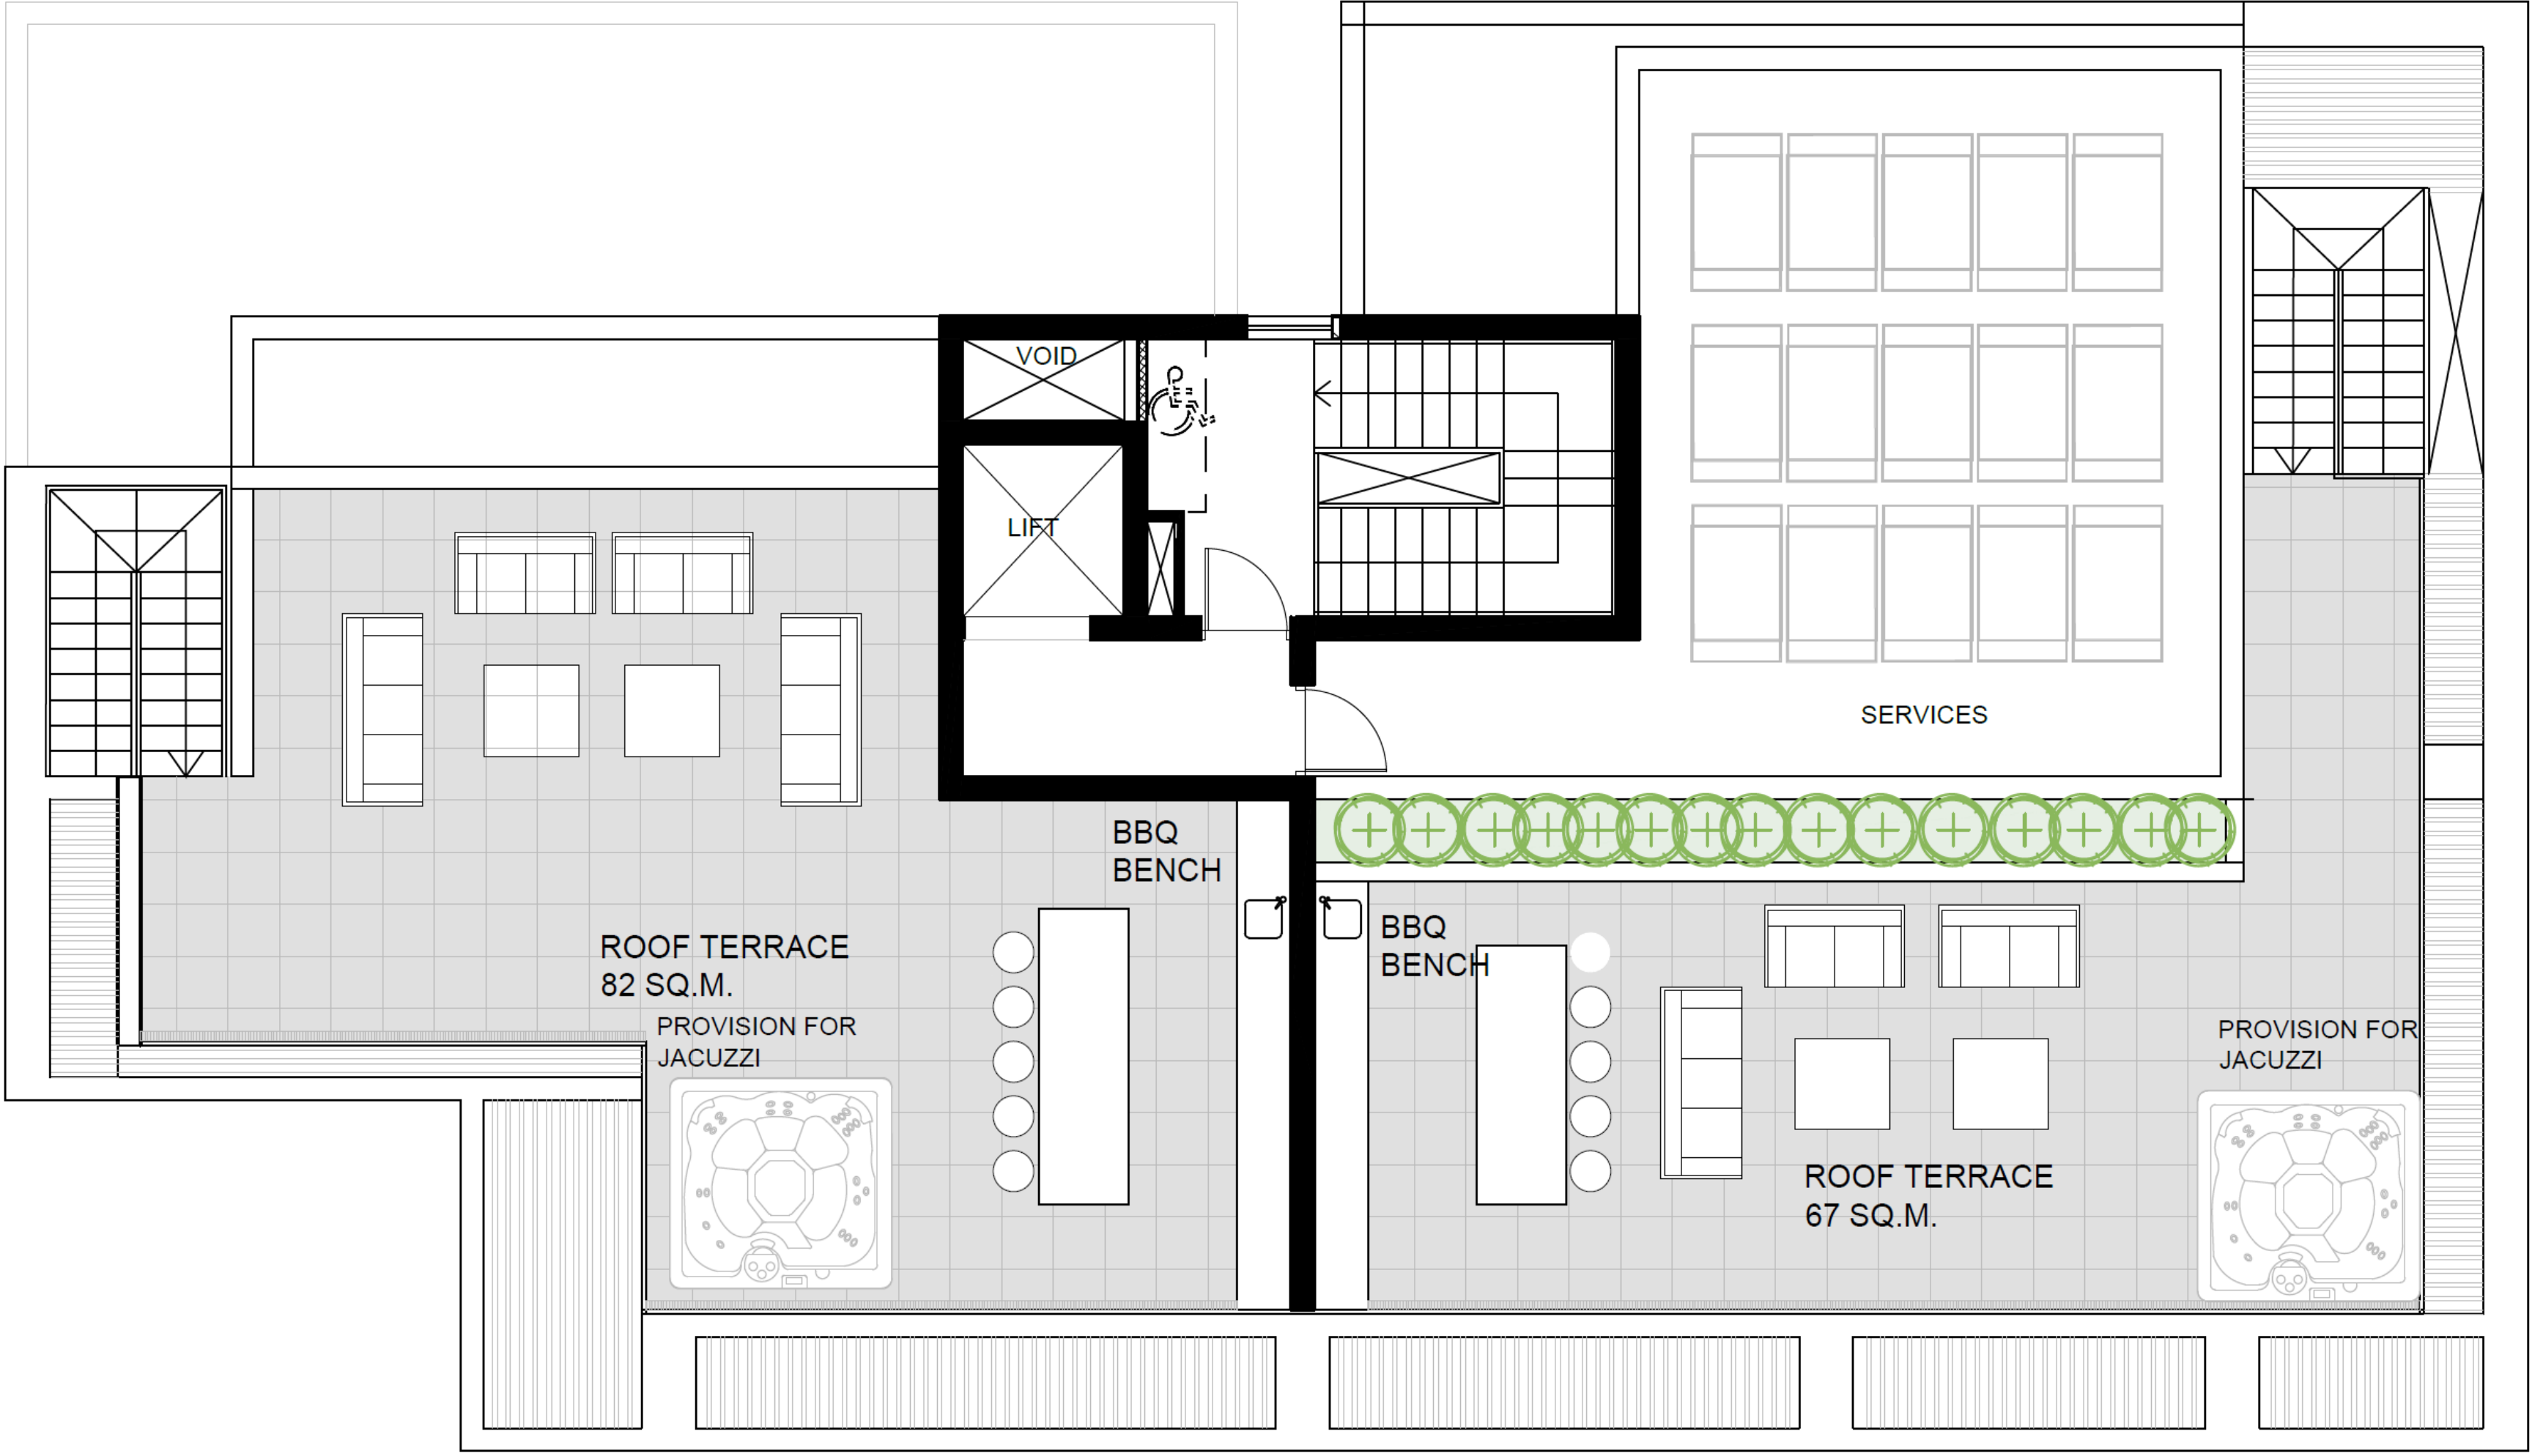 VOID
LIFT
SERVICES
BBQ
BENCH
ROOF TERRACE
82 SQ.M.
PROVISION FOR
JACUZZI
BBQ
BENCH
PROVISION FOR
JACUZZI
ROOF TERRACE
67 SQ.M.